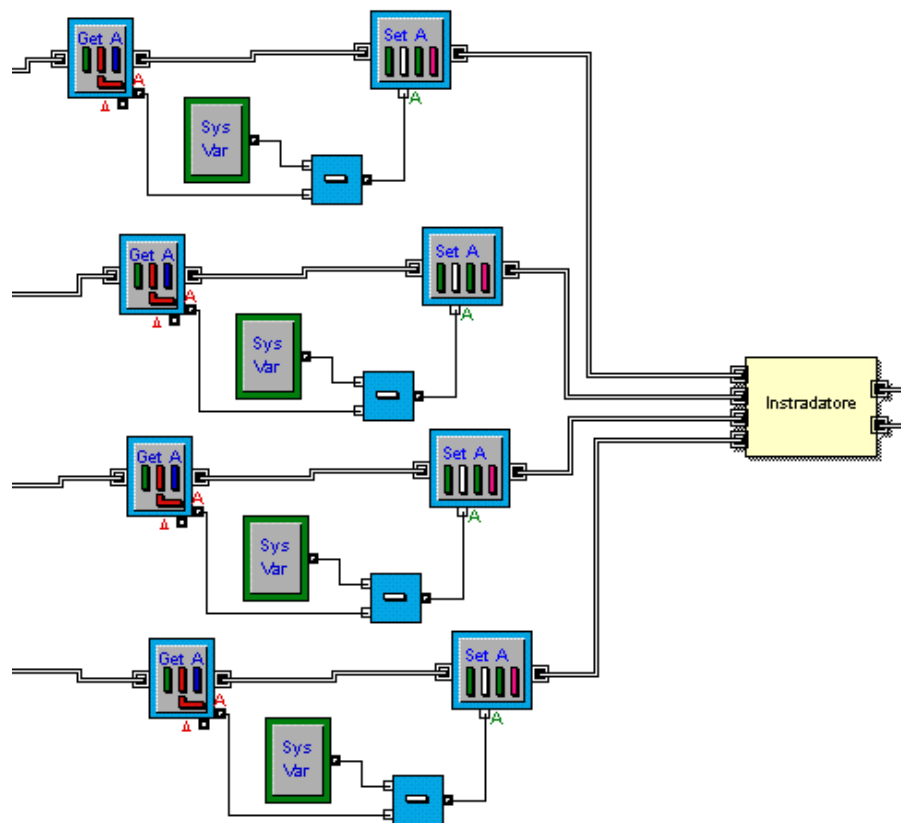 Get A
Set A
A
Δ
A
Sys
Var
Get A
Set A
A
Δ
A
Sys
Var
Instradatore
Get A
Set A
A
Δ
A
Sys
Var
Get A
Set A
A
Δ
A
Sys
Var